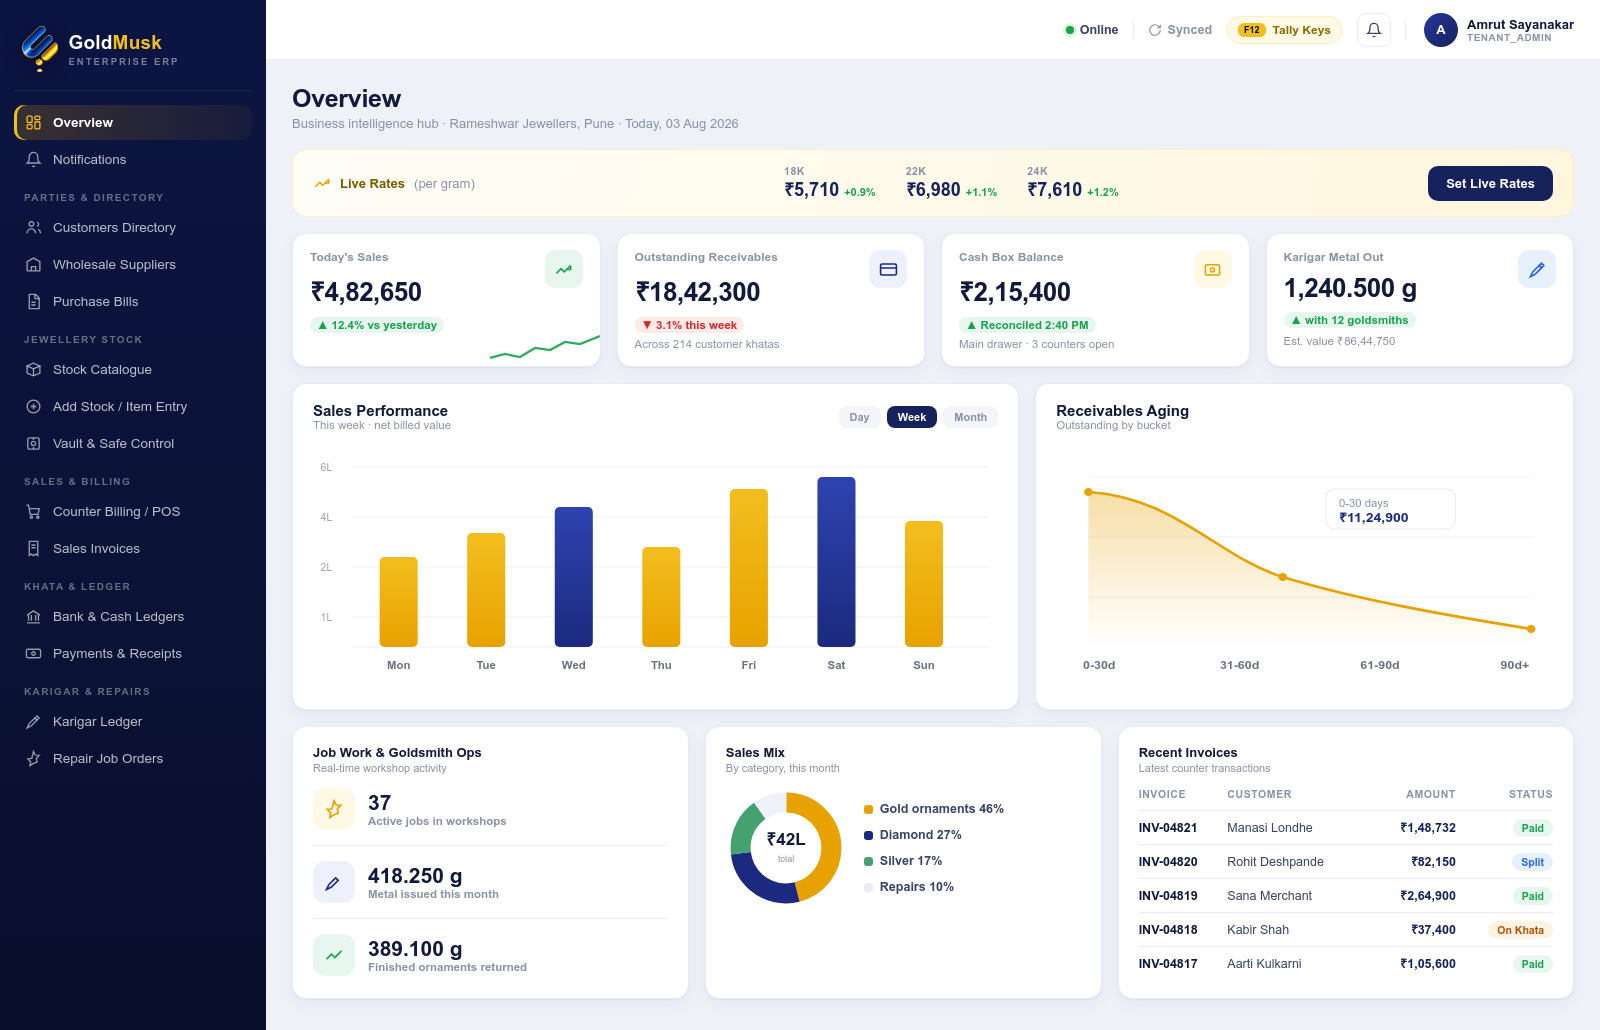 GoldMusk
ENTERPRISE ERP
Overview
Notifications
PARTIES & DIRECTORY
Customers Directory
Wholesale Suppliers
Purchase Bills
JEWELLERY STOCK
Stock Catalogue
Add Stock / Item Entry
Vault & Safe Control
SALES & BILLING
Counter Billing / POS
Sales Invoices
KHATA & LEDGER
Bank & Cash Ledgers
Payments & Receipts
KARIGAR & REPAIRS
Karigar Ledger
Repair Job Orders
Online
Synced
F12 Tally Keys
A
Amrut Sayanakar
TENANT_ADMIN
Overview
Business intelligence hub · Rameshwar Jewellers, Pune · Today, 03 Aug 2026
Live Rates (per gram)
18K
₹5,710 +0.9%
22K
₹6,980 +1.1%
24K
₹7,610 +1.2%
Set Live Rates
Today's Sales
₹4,82,650
▲ 12.4% vs yesterday
Outstanding Receivables
₹18,42,300
▼ 3.1% this week
Across 214 customer khatas
Cash Box Balance
₹2,15,400
▲ Reconciled 2:40 PM
Main drawer · 3 counters open
Karigar Metal Out
1,240.500 g
▲ with 12 goldsmiths
Est. value ₹86,44,750
Sales Performance
This week · net billed value
Day Week Month
6L
4L
2L
1L
Mon Tue Wed Thu Fri Sat Sun
Receivables Aging
Outstanding by bucket
0-30 days
₹11,24,900
0-30d 31-60d 61-90d 90d+
Job Work & Goldsmith Ops
Real-time workshop activity
37
Active jobs in workshops
418.250 g
Metal issued this month
389.100 g
Finished ornaments returned
Sales Mix
By category, this month
₹42L
total
Gold ornaments 46%
Diamond 27%
Silver 17%
Repairs 10%
Recent Invoices
Latest counter transactions
INVOICE CUSTOMER AMOUNT STATUS
INV-04821 Manasi Londhe ₹1,48,732 Paid
INV-04820 Rohit Deshpande ₹82,150 Split
INV-04819 Sana Merchant ₹2,64,900 Paid
INV-04818 Kabir Shah ₹37,400 On Khata
INV-04817 Aarti Kulkarni ₹1,05,600 Paid